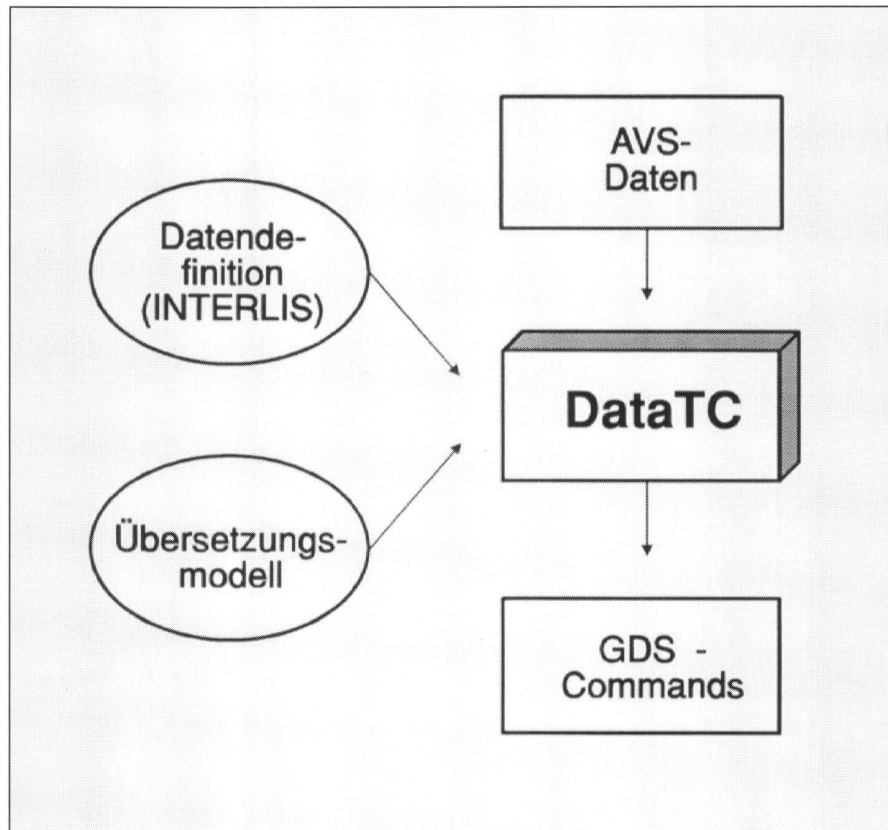 AVS-
Daten
Datende-
finition
(INTERLIS)
DataTC
Übersetzungs-
modell
GDS -
Commands